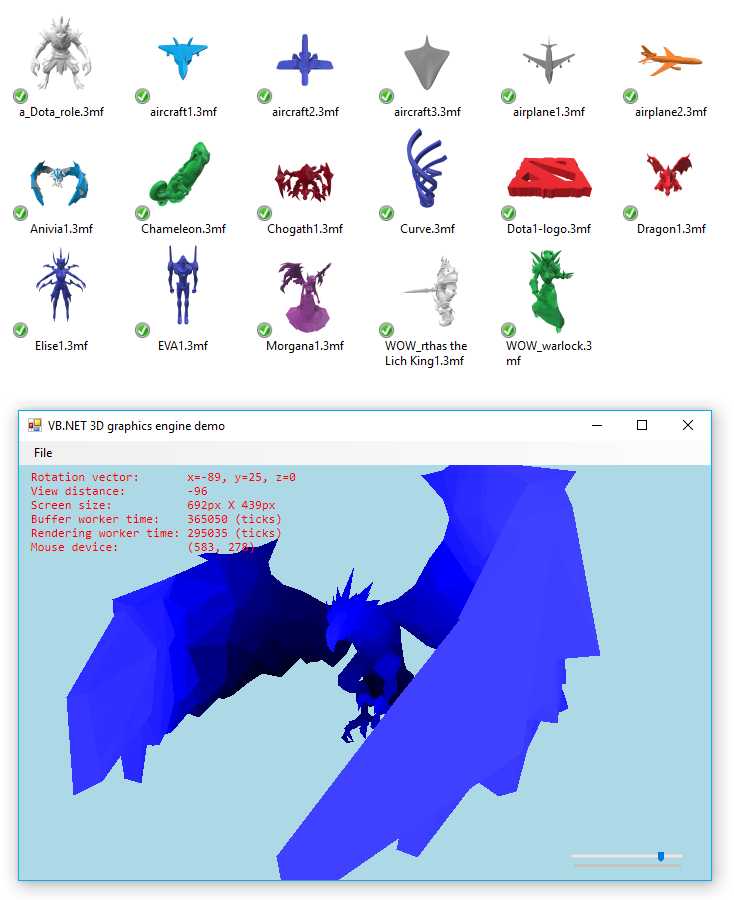 a_Dota_role.3mf aircraft1.3mf aircraft2.3mf aircraft3.3mf airplane1.3mf airplane2.3mf
Anivia1.3mf Chameleon.3mf Chogath1.3mf Curve.3mf Dota1-logo.3mf Dragon1.3mf
Elise1.3mf EVA1.3mf Morgana1.3mf WOW_rthas the WOW_warlock.3
Lich King1.3mf mf
VB.NET 3D graphics engine demo
File
Rotation vector: x=-89, y=25, z=0
View distance: -96
Screen size: 692px X 439px
Buffer worker time: 365050 (ticks)
Rendering worker time: 295035 (ticks)
Mouse device: (583, 278)